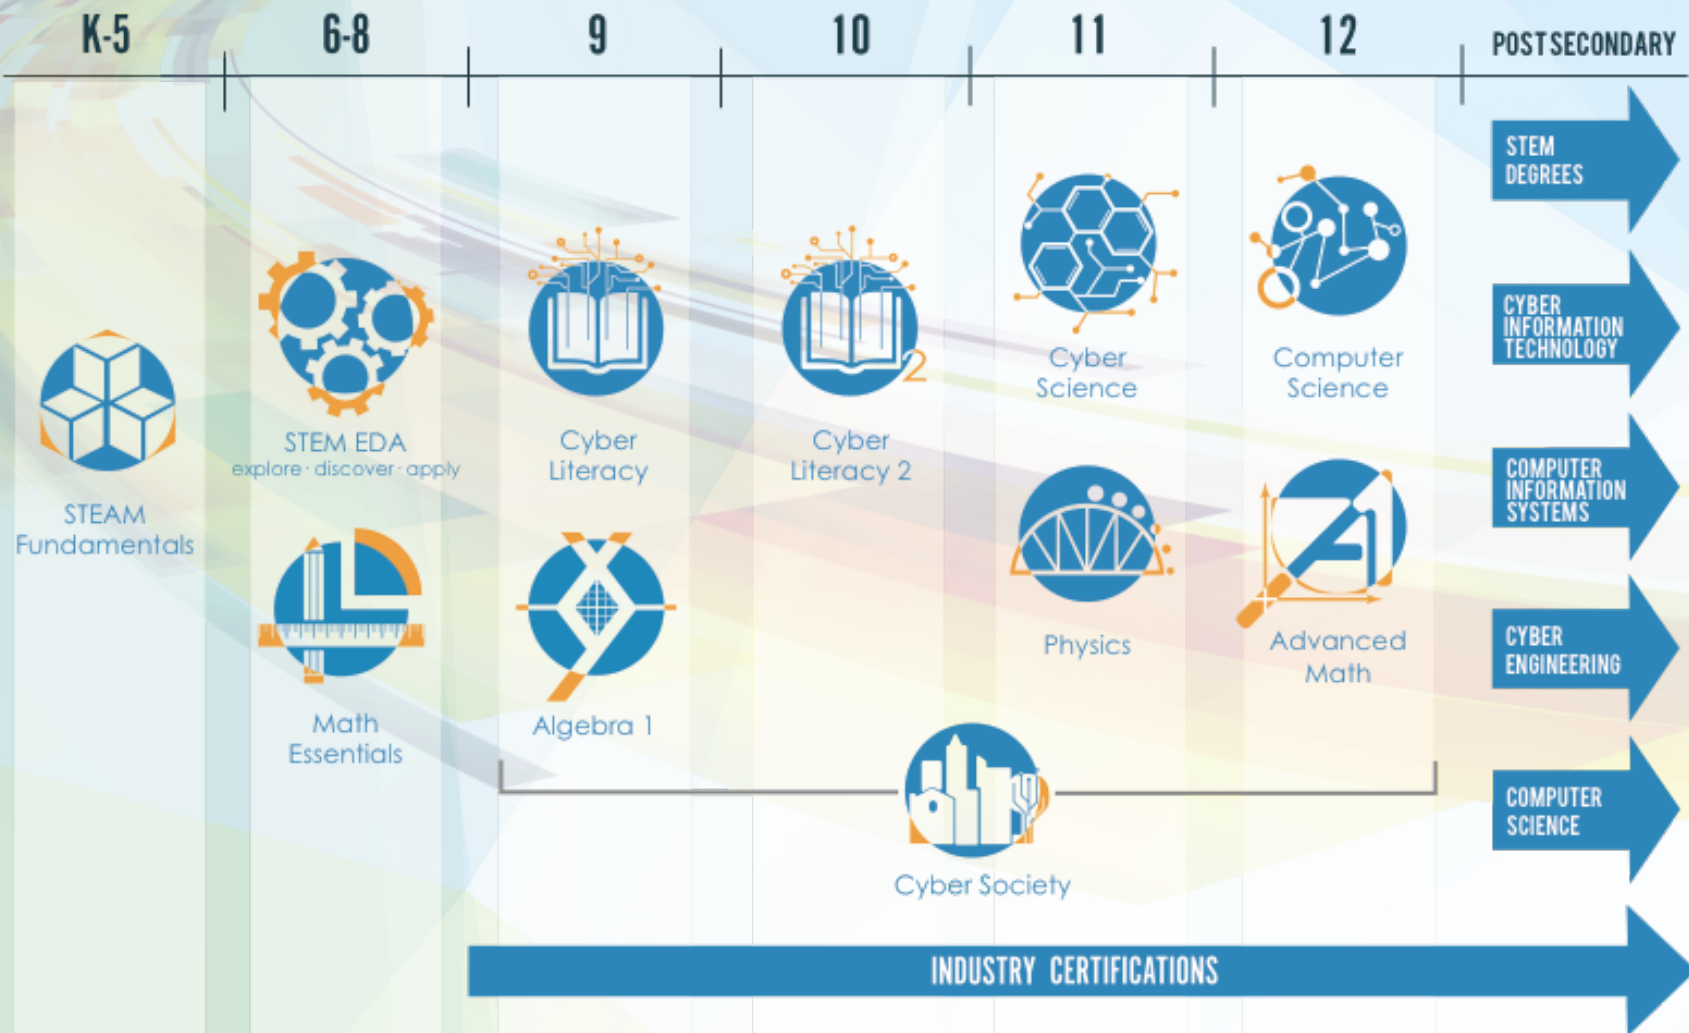 K-5
6-8
9
10
11
12
POSTSECONDARY
STEAM
Fundamentals
STEM EDA
explore · discover · apply
Math
Essentials
Cyber
Literacy
Algebra 1
2
Cyber
Literacy 2
Cyber
Science
Physics
Computer
Science
Advanced
Math
Cyber Society
STEM
DEGREES
CYBER
INFORMATION
TECHNOLOGY
COMPUTER
INFORMATION
SYSTEMS
CYBER
ENGINEERING
COMPUTER
SCIENCE
INDUSTRY CERTIFICATIONS